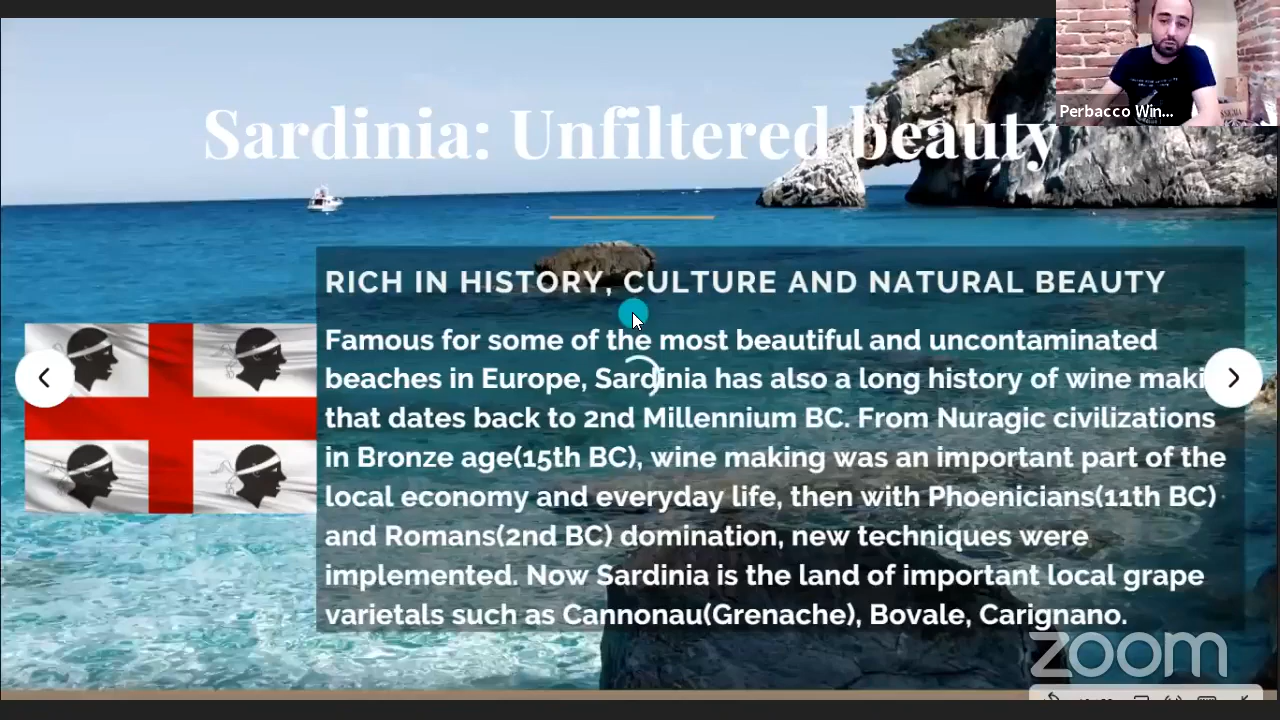 Sardinia: Unfiltered beauty
Perbacco Win...
RICH IN HISTORY, CULTURE AND NATURAL BEAUTY
Famous for some of the most beautiful and uncontaminated
beaches in Europe, Sardinia has also a long history of wine maki
that dates back to 2nd Millennium BC. From Nuragic civilizations
in Bronze age(15th BC), wine making was an important part of the
local economy and everyday life, then with Phoenicians(11th BC)
and Romans(2nd BC) domination, new techniques were
implemented. Now Sardinia is the land of important local grape
varietals such as Cannonau(Grenache), Bovale, Carignano.
zoom